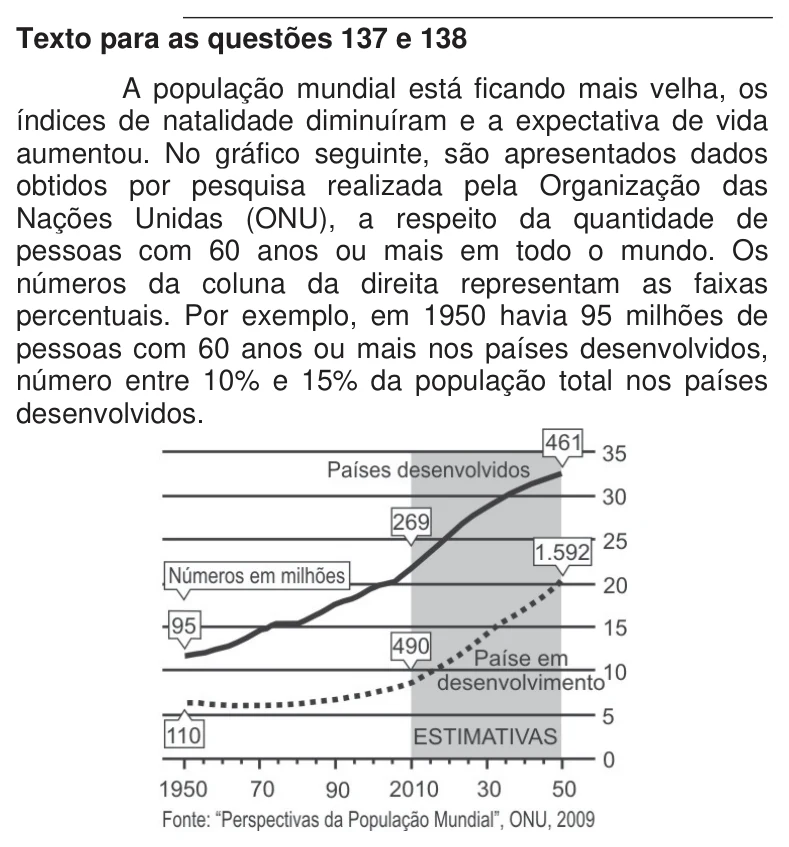 Texto para as questões 137 e 138
A população mundial está ficando mais velha, os
índices de natalidade diminuíram e a expectativa de vida
aumentou. No gráfico seguinte, são apresentados dados
obtidos por pesquisa realizada pela Organização das
Nações Unidas (ONU), a respeito da quantidade de
pessoas com 60 anos ou mais em todo o mundo. Os
números da coluna da direita representam as faixas
percentuais. Por exemplo, em 1950 havia 95 milhões de
pessoas com 60 anos ou mais nos países desenvolvidos,
número entre 10% e 15% da população total nos países
desenvolvidos.
461
35
Países desenvolvidos
30
269
25
1.592
Números em milhões
20
95
15
490
Paíse em
desenvolvimento
10
5
110
ESTIMATIVAS
0
1950 70 90 2010 30 50
Fonte: “Perspectivas da População Mundial”, ONU, 2009